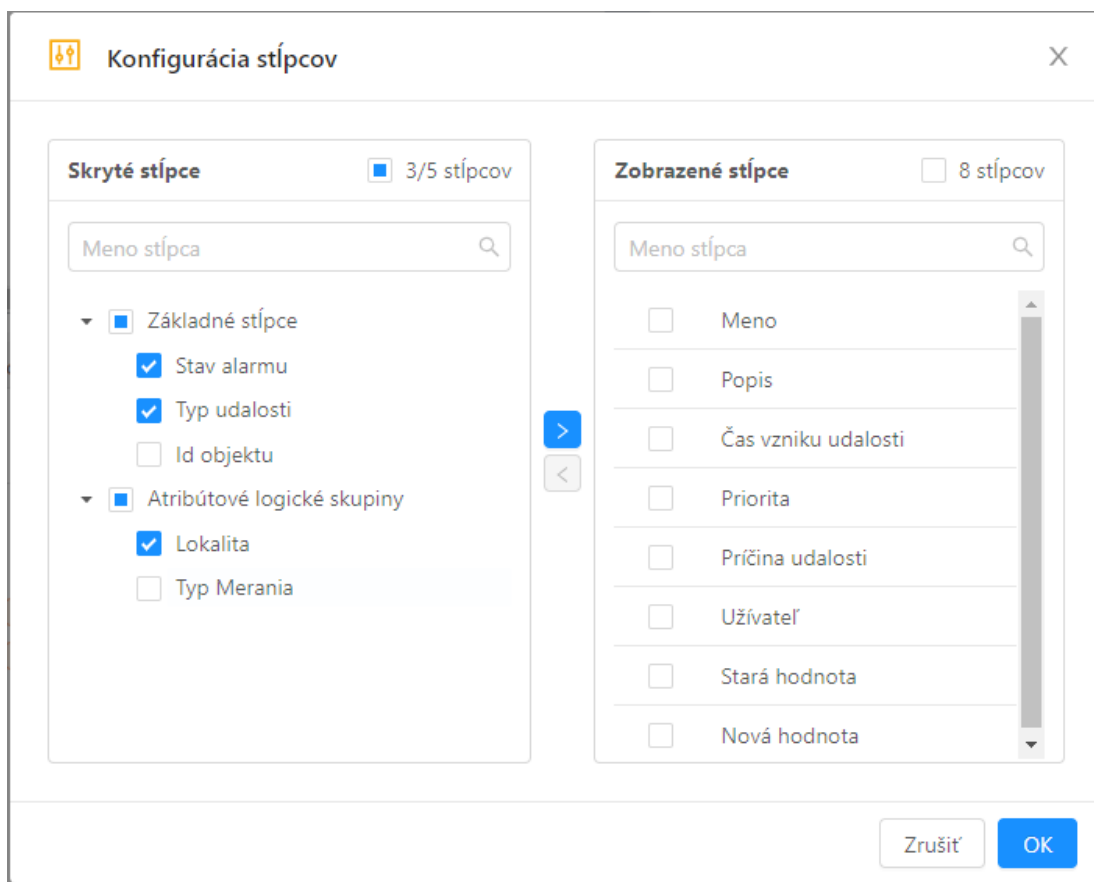 Konfigurácia stĺpcov
Skryté stĺpce
3/5 stĺpcov
Meno stĺpca
Základné stĺpce
Stav alarmu
Typ udalosti
Id objektu
Atribútové logické skupiny
Lokalita
Typ Merania
Zobrazené stĺpce
8 stĺpcov
Meno stĺpca
Meno
Popis
Čas vzniku udalosti
Priorita
Príčina udalosti
Užívateľ
Stará hodnota
Nová hodnota
Zrušiť
OK